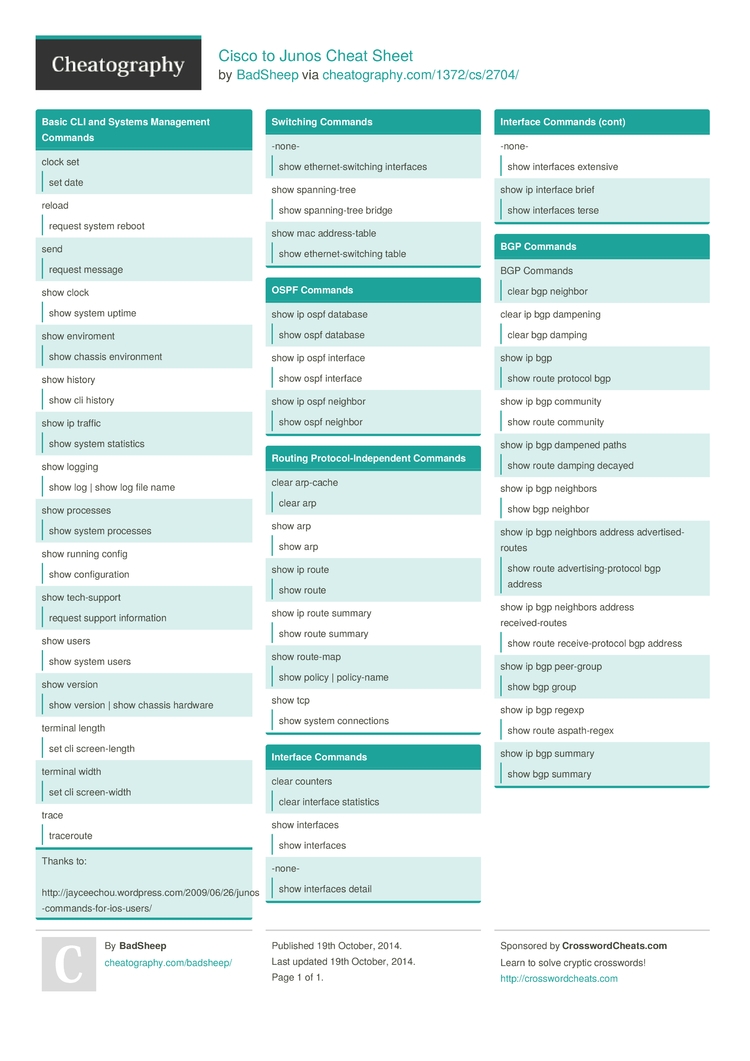 Cheatography
Cisco to Junos Cheat Sheet
by BadSheep via cheatography.com/1372/cs/2704/
Basic CLI and Systems Management
Commands
clock set
set date
reload
request system reboot
send
request message
show clock
show system uptime
show enviroment
show chassis environment
show history
show cli history
show ip traffic
show system statistics
show logging
show log | show log file name
show processes
show system processes
show running config
show configuration
show tech-support
request support information
show users
show system users
show version
show version | show chassis hardware
terminal length
set cli screen-length
terminal width
set cli screen-width
trace
traceroute
Thanks to:
http://jayceechou.wordpress.com/2009/06/26/junos
-commands-for-ios-users/
Switching Commands
-none-
show ethernet-switching interfaces
show spanning-tree
show spanning-tree bridge
show mac address-table
show ethernet-switching table
OSPF Commands
show ip ospf database
show ospf database
show ip ospf interface
show ospf interface
show ip ospf neighbor
show ospf neighbor
Routing Protocol-Independent Commands
clear arp-cache
clear arp
show arp
show arp
show ip route
show route
show ip route summary
show route summary
show route-map
show policy | policy-name
show tcp
show system connections
Interface Commands
clear counters
clear interface statistics
show interfaces
show interfaces
-none-
show interfaces detail
Interface Commands (cont)
-none-
show interfaces extensive
show ip interface brief
show interfaces terse
BGP Commands
BGP Commands
clear bgp neighbor
clear ip bgp dampening
clear bgp damping
show ip bgp
show route protocol bgp
show ip bgp community
show route community
show ip bgp dampened paths
show route damping decayed
show ip bgp neighbors
show bgp neighbor
show ip bgp neighbors address advertised-
routes
show route advertising-protocol bgp
address
show ip bgp neighbors address
received-routes
show route receive-protocol bgp address
show ip bgp peer-group
show bgp group
show ip bgp regexp
show route aspath-regex
show ip bgp summary
show bgp summary
C
By BadSheep
cheatography.com/badsheep/
Published 19th October, 2014.
Last updated 19th October, 2014.
Page 1 of 1.
Sponsored by CrosswordCheats.com
Learn to solve cryptic crosswords!
http://crosswordcheats.com